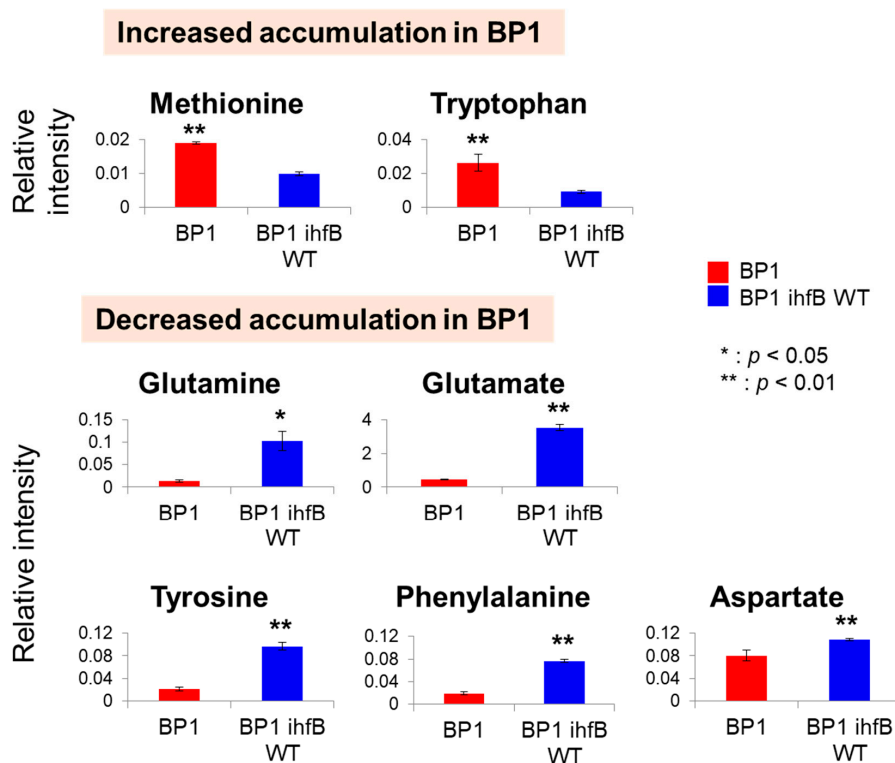 Increased accumulation in BP1
Methionine
Tryptophan
Relative
intensity
0.02
0.01
0
**
BP1
BP1 ihfB
WT
0.04
0.02
0
**
BP1
BP1 ihfB
WT
BP1
BP1 ihfB WT
* : p < 0.05
** : p < 0.01
Decreased accumulation in BP1
Relative intensity
Glutamine
Glutamate
0.15
0.1
0.05
0
*
BP1
BP1 ihfB
WT
4
2
0
**
BP1
BP1 ihfB
WT
Tyrosine
Phenylalanine
Aspartate
0.12
0.08
0.04
0
**
BP1
BP1 ihfB
WT
0.12
0.08
0.04
0
**
BP1
BP1 ihfB
WT
0.12
0.08
0.04
0
**
BP1
BP1 ihfB
WT